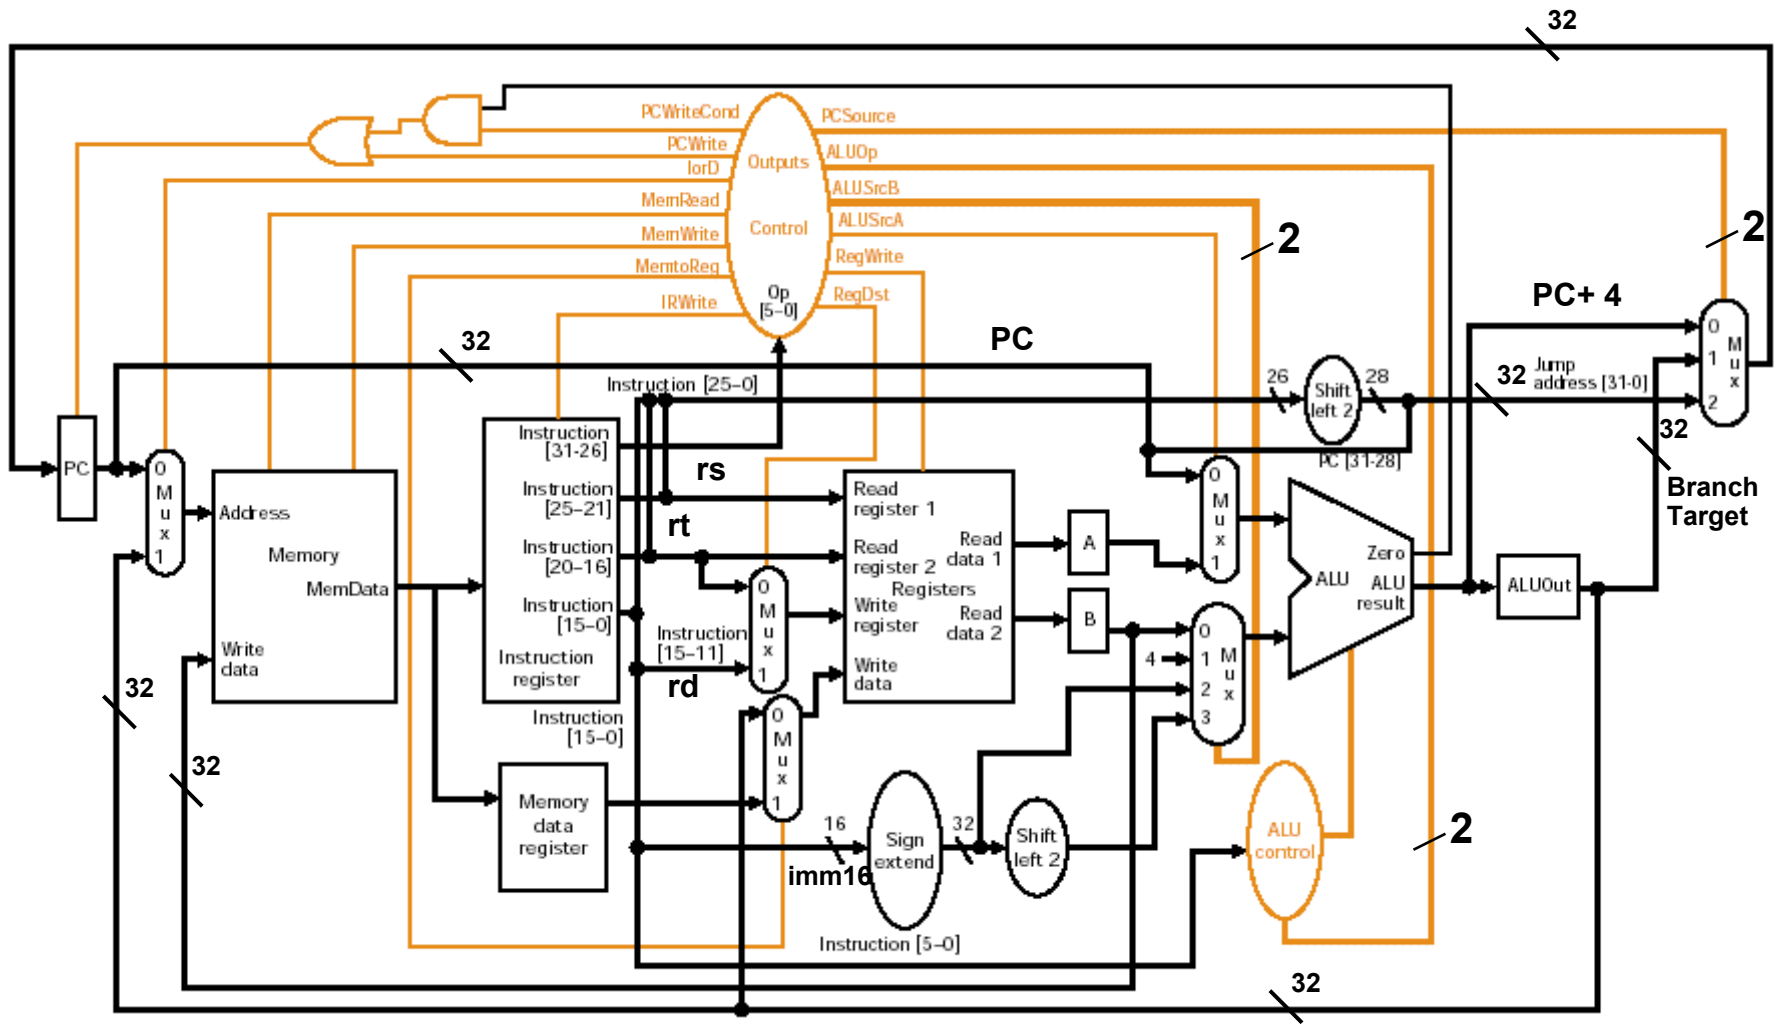 32
PCWriteCond
PCSource
PCWrite
ALUOp
IorD
Outputs
MemRead
ALUSrcB
MemWrite
Control
ALUSrcA
2
2
MemtoReg
RegWrite
IRWrite
Op
[5–0]
RegDst
PC
PC+ 4
32
Instruction [25–0]
26
Shift
left 2
28
32
Jump
address [31-0]
0
1
2
M
u
x
PC [31-28]
32
Branch
Target
PC
0
M
u
x
1
Address
Memory
MemData
Write
data
Instruction
[31-26]
Instruction
[25–21]
Instruction
[20–16]
Instruction
[15–0]
Instruction
register
rs
rt
Instruction
[15–11]
rd
0
M
u
x
1
Read
register 1
Read
register 2
Registers
Write
register
Write
data
Read
data 1
Read
data 2
A
B
0
M
u
x
1
4
0
1
2
3
M
u
x
ALU
Zero
ALU
result
ALUOut
Instruction
[15–0]
0
M
u
x
1
32
32
Memory
data
register
16
imm16
Sign
extend
32
Shift
left 2
ALU
control
2
Instruction [5–0]
32